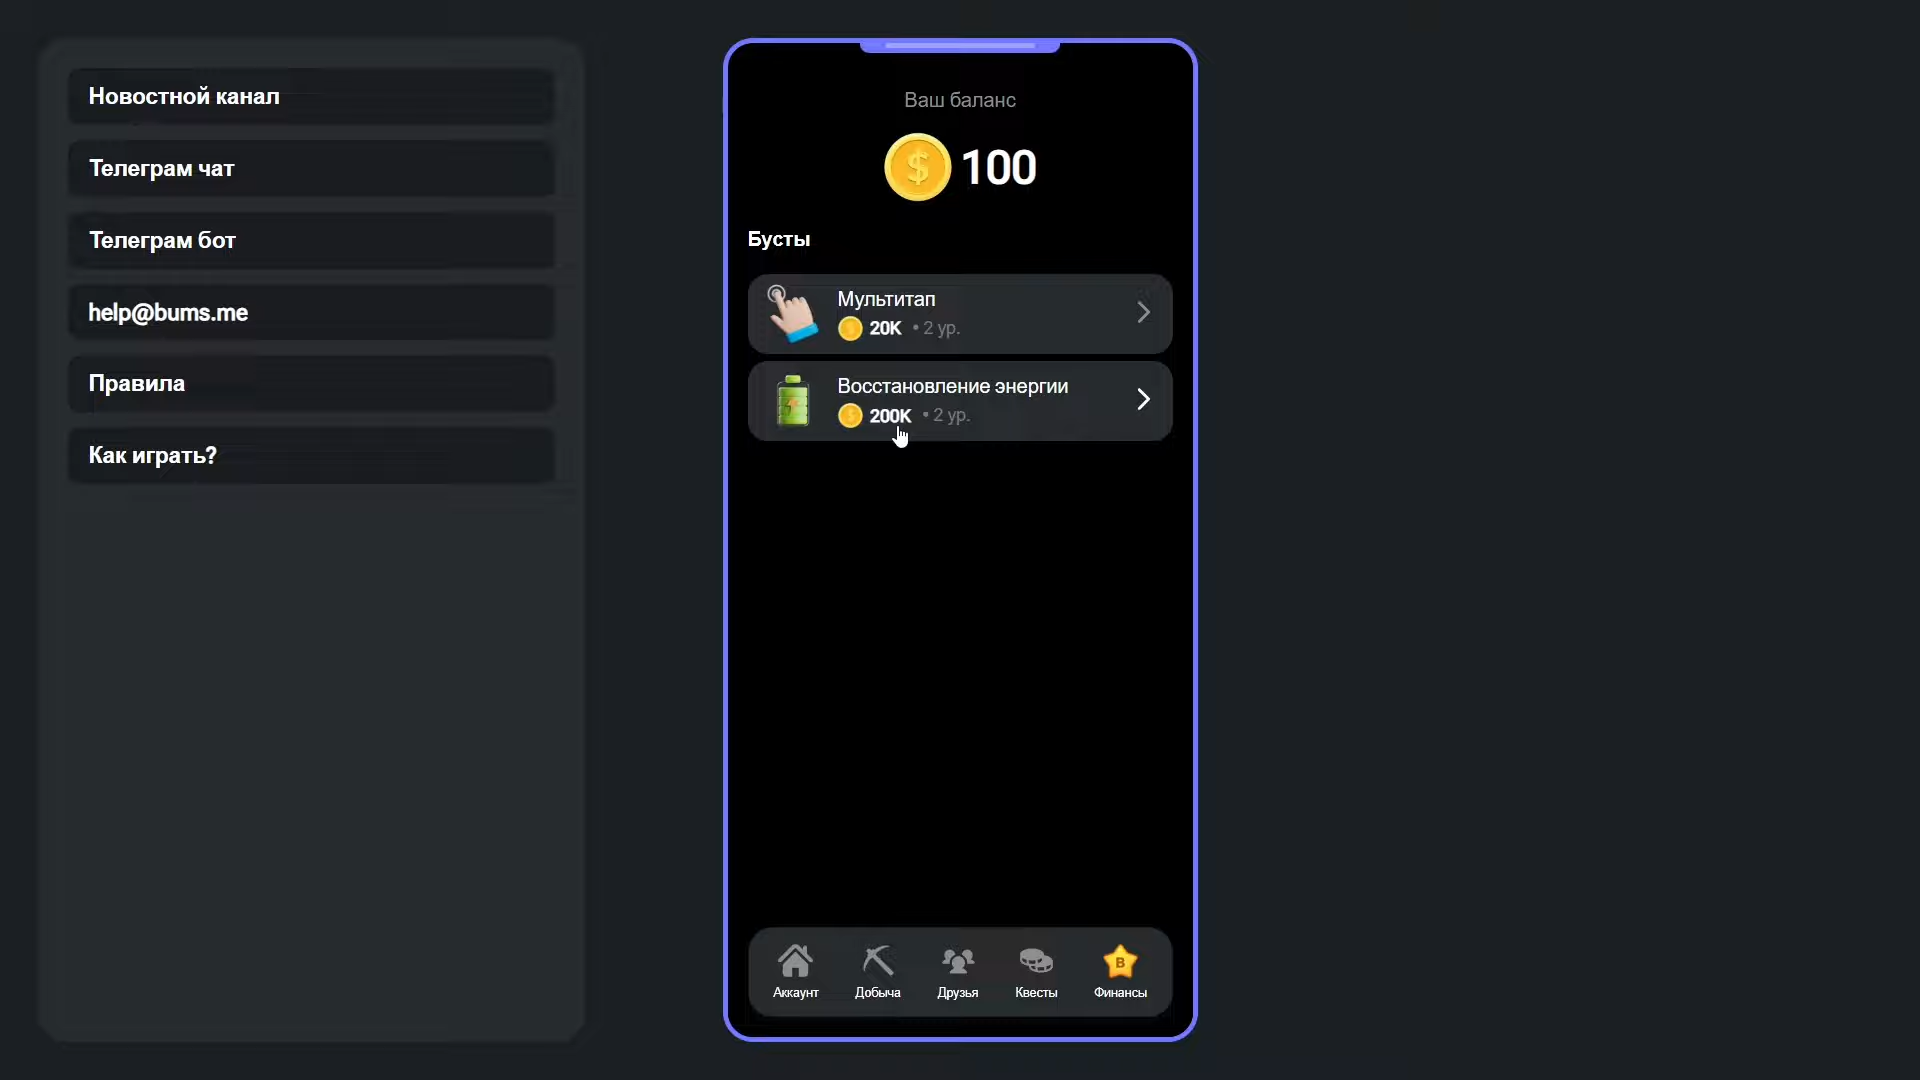 Новостной канал
Телеграм чат
Телеграм бот
help@bums.me
Правила
Как играть?
Ваш баланс
$ 100
Бусты
Мультитап
20K • 2 ур.
Восстановление энергии
200K • 2 ур.
B
Аккаунт
Добыча
Друзья
Квесты
Финансы